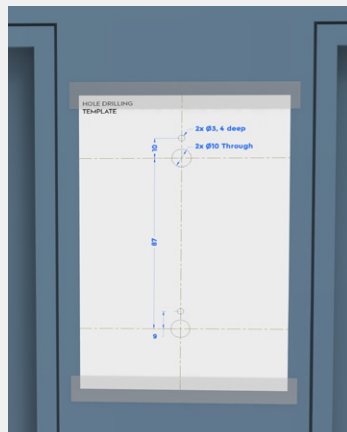 HOLE DRILLING
TEMPLATE
2x Ø3, 4 deep
10
2x Ø10 Through
87
9